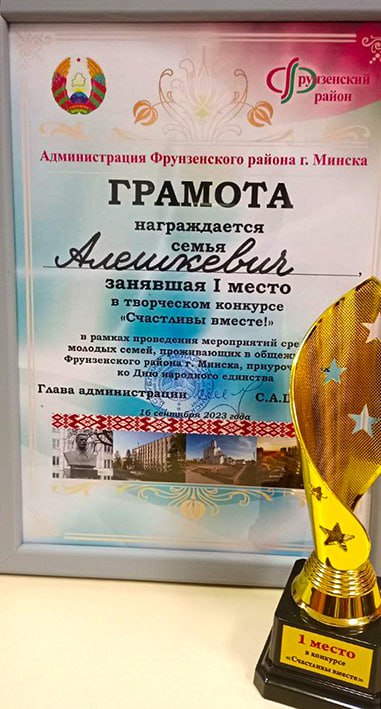 Фрунзенский
район
Администрация Фрунзенского района г. Минска
ГРАМОТА
награждается
семья
Алешкевич,
занявшая I место
в творческом конкурсе
«Счастливы вместе!»
в рамках проведения мероприятий сре
молодых семей, проживающих в общеж
Фрунзенского района г. Минска, приуроч
ко Дню народного единства
Глава администрации С.А.
16 сентября 2023 года
1 место
в конкурсе
«Счастливы вместе»